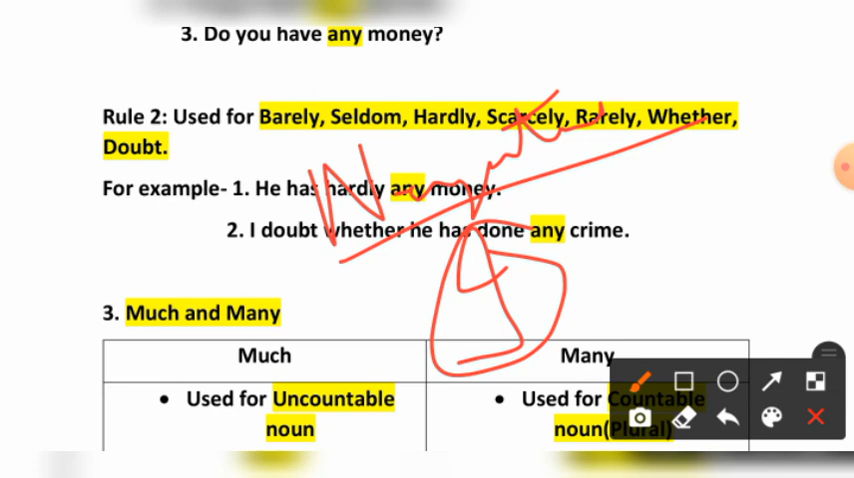 3. Do you have any money?
Rule 2: Used for Barely, Seldom, Hardly, Scarcely, Rarely, Whether,
Doubt.
For example- 1. He has hardly any money.
2. I doubt whether he has done any crime.
3. Much and Many
Much
Many
• Used for Uncountable
noun
• Used for Countable
noun(Plural)